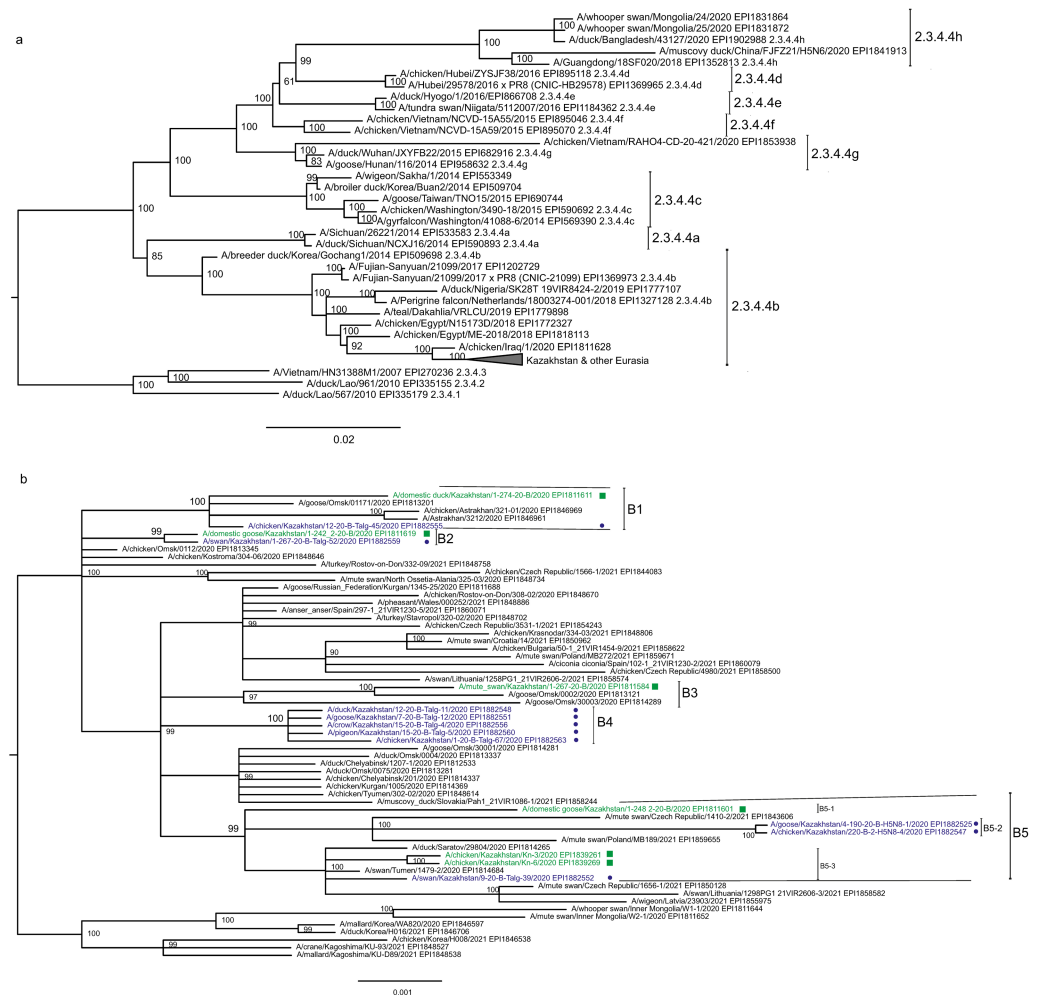 a
A/whooper swan/Mongolia/24/2020 EPI1831864
100
A/whooper swan/Mongolia/25/2020 EPI1831872
100
A/duck/Bangladesh/43127/2020 EPI1902988 2.3.4.4h
A/muscovy duck/China/FJFZ21/H5N6/2020 EPI1841913
2.3.4.4h
99
100
A/Guangdong/18SF020/2018 EPI1352813 2.3.4.4h
A/chicken/Hubei/ZYSJF38/2016 EPI895118 2.3.4.4d
61
100
A/Hubei/29578/2016 x PR8 (CNIC-HB29578) EPI1369965 2.3.4.4d
2.3.4.4d
A/duck/Hyogo/1/2016/EPI866708 2.3.4.4e
100
100
A/tundra swan/Niigata/5112007/2016 EPI1184362 2.3.4.4e
2.3.4.4e
A/chicken/Vietnam/NCVD-15A55/2015 EPI895046 2.3.4.4f
100
100
A/chicken/Vietnam/NCVD-15A59/2015 EPI895070 2.3.4.4f
2.3.4.4f
A/chicken/Vietnam/RAHO4-CD-20-421/2020 EPI1853938
100
A/duck/Wuhan/JXYFB22/2015 EPI682916 2.3.4.4g
2.3.4.4g
100
83
A/goose/Hunan/116/2014 EPI958632 2.3.4.4g
99
A/wigeon/Sakha/1/2014 EPI553349
A/broiler duck/Korea/Buan2/2014 EPI509704
100
A/goose/Taiwan/TNO15/2015 EPI690744
2.3.4.4c
100
100
A/chicken/Washington/3490-18/2015 EPI590692 2.3.4.4c
100
A/gyrfalcon/Washington/41088-6/2014 EPI569390 2.3.4.4c
A/Sichuan/26221/2014 EPI533583 2.3.4.4a
100
A/duck/Sichuan/NCXJ16/2014 EPI590893 2.3.4.4a
2.3.4.4a
85
A/breeder duck/Korea/Gochang1/2014 EPI509698 2.3.4.4b
100
A/Fujian-Sanyuan/21099/2017 EPI1202729
100
A/Fujian-Sanyuan/21099/2017 x PR8 (CNIC-21099) EPI1369973 2.3.4.4b
A/duck/Nigeria/SK28T 19VIR8424-2/2019 EPI1777107
100
100
A/Perigrine falcon/Netherlands/18003274-001/2018 EPI1327128 2.3.4.4b
2.3.4.4b
A/teal/Dakahlia/VRLCU/2019 EPI1779898
A/chicken/Egypt/N15173D/2018 EPI1772327
100
A/chicken/Egypt/ME-2018/2018 EPI1818113
92
100
A/chicken/Iraq/1/2020 EPI1811628
100
Kazakhstan & other Eurasia
A/Vietnam/HN31388M1/2007 EPI270236 2.3.4.3
100
100
A/duck/Lao/961/2010 EPI335155 2.3.4.2
A/duck/Lao/567/2010 EPI335179 2.3.4.1
0.02
b
A/domestic duck/Kazakhstan/1-274-20-B/2020 EPI1811611
100
A/goose/Omsk/01171/2020 EPI1813201
B1
A/chicken/Astrakhan/321-01/2020 EPI1846969
100
A/Astrakhan/3212/2020 EPI1846961
A/chicken/Kazakhstan/12-20-B-Talg-45/2020 EPI1882555
99
A/domestic goose/Kazakhstan/1-242_2-20-B/2020 EPI1811619
B2
A/swan/Kazakhstan/1-267-20-B-Talg-52/2020 EPI1882559
A/chicken/Omsk/0112/2020 EPI1813345
A/chicken/Kostroma/304-06/2020 EPI1848646
A/turkey/Rostov-on-Don/332-09/2021 EPI1848758
100
A/chicken/Czech Republic/1566-1/2021 EPI1844083
100
A/mute swan/North Ossetia-Alania/325-03/2020 EPI1848734
A/goose/Russian_Federation/Kurgan/1345-25/2020 EPI1811688
A/chicken/Rostov-on-Don/308-02/2020 EPI1848670
A/pheasant/Wales/000252/2021 EPI1848886
A/anser_anser/Spain/297-1_21VIR1230-5/2021 EPI1860071
A/turkey/Stavropol/320-02/2020 EPI1848702
99
A/chicken/Czech Republic/3531-1/2021 EPI1854243
A/chicken/Krasnodar/334-03/2021 EPI1848806
100
A/mute swan/Croatia/14/2021 EPI1850962
A/chicken/Bulgaria/50-1_21VIR1454-9/2021 EPI1858622
90
A/mute swan/Poland/MB272/2021 EPI1859671
A/ciconia ciconia/Spain/102-1_21VIR1230-2/2021 EPI1860079
A/chicken/Czech Republic/4980/2021 EPI1858500
A/swan/Lithuania/1258PG1_21VIR2606-2/2021 EPI1858574
100
A/mute_swan/Kazakhstan/1-267-20-B/2020 EPI1811584
97
A/goose/Omsk/0002/2020 EPI1813121
B3
A/goose/Omsk/30003/2020 EPI1814289
A/duck/Kazakhstan/12-20-B-Talg-11/2020 EPI1882548
100
A/goose/Kazakhstan/7-20-B-Talg-12/2020 EPI1882551
A/crow/Kazakhstan/15-20-B-Talg-4/2020 EPI1882556
B4
99
A/pigeon/Kazakhstan/15-20-B-Talg-5/2020 EPI1882560
A/chicken/Kazakhstan/1-20-B-Talg-67/2020 EPI1882563
A/goose/Omsk/30001/2020 EPI1814281
A/duck/Omsk/0004/2020 EPI1813337
A/duck/Chelyabinsk/1207-1/2020 EPI1812533
A/duck/Omsk/0075/2020 EPI1813281
99
A/chicken/Chelyabinsk/201/2020 EPI1814337
A/chicken/Kurgan/1005/2020 EPI1814369
A/chicken/Tyumen/302-02/2020 EPI1848614
A/muscovy_duck/Slovakia/Pah1_21VIR1086-1/2021 EPI1858244
A/domestic goose/Kazakhstan/1-248 2-20-B/2020 EPI1811601
B5-1
A/mute swan/Czech Republic/1410-2/2021 EPI1843606
99
A/goose/Kazakhstan/4-190-20-B-H5N8-1/2020 EPI1882525
B5-2
100
A/chicken/Kazakhstan/220-B-2-H5N8-4/2020 EPI1882547
B5
A/mute swan/Poland/MB189/2021 EPI1859655
A/duck/Saratov/29804/2020 EPI1814265
100
A/chicken/Kazakhstan/Kn-3/2020 EPI1839261
100
A/chicken/Kazakhstan/Kn-6/2020 EPI1839269
B5-3
A/swan/Tumen/1479-2/2020 EPI1814684
A/swan/Kazakhstan/9-20-B-Talg-39/2020 EPI1882552
A/mute swan/Czech Republic/1656-1/2021 EPI1850128
100
A/swan/Lithuania/1298PG1 21VIR2606-3/2021 EPI1858582
A/wigeon/Latvia/23903/2021 EPI1855975
100
A/whooper swan/Inner Mongolia/W1-1/2020 EPI1811644
A/mute swan/Inner Mongolia/W2-1/2020 EPI1811652
100
A/mallard/Korea/WA820/2020 EPI1846597
99
A/duck/Korea/H016/2021 EPI1846706
100
A/chicken/Korea/H008/2021 EPI1846538
99
A/crane/Kagoshima/KU-93/2021 EPI1848527
A/mallard/Kagoshima/KU-D89/2021 EPI1848538
0.001